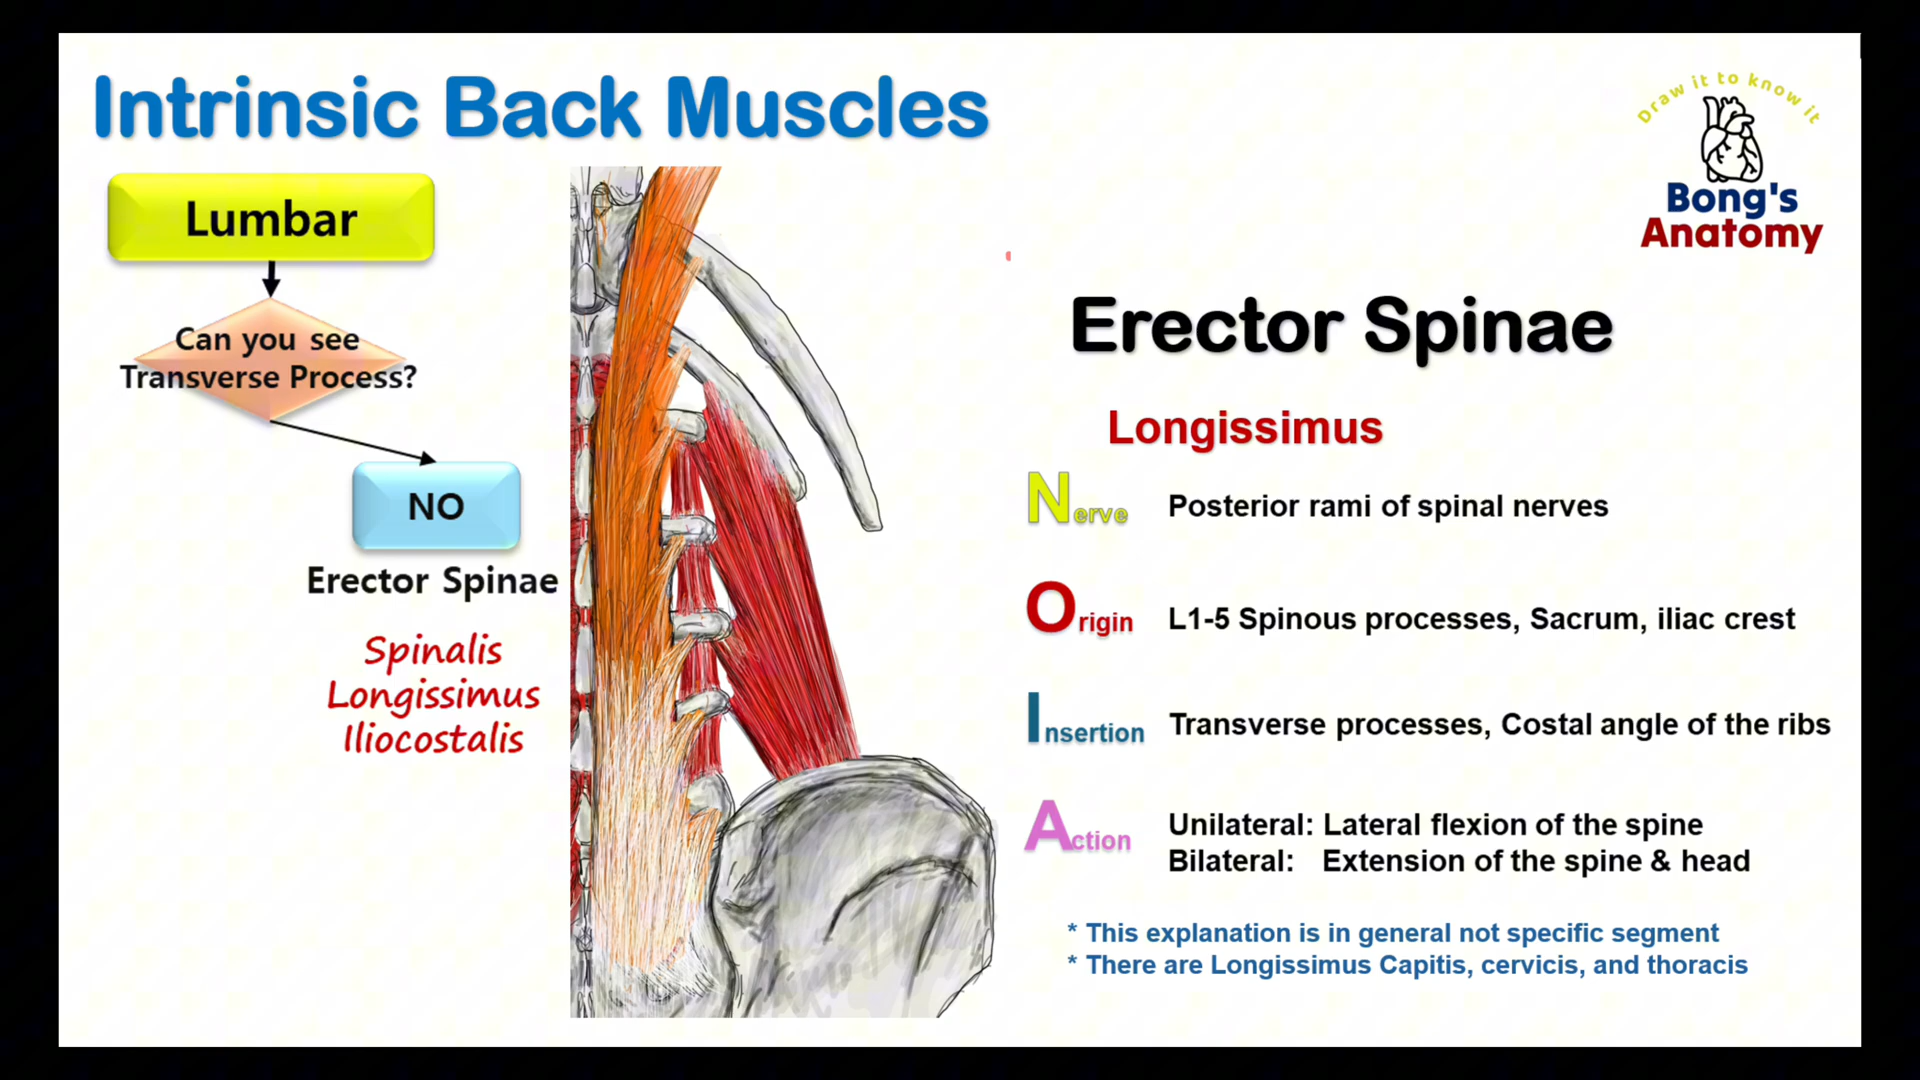 Intrinsic Back Muscles
Draw it to know it
Bong's
Anatomy
Lumbar
Can you see
Transverse Process?
NO
Erector Spinae
Spinalis
Longissimus
Iliocostalis
Erector Spinae
Longissimus
Nerve Posterior rami of spinal nerves
Origin L1-5 Spinous processes, Sacrum, iliac crest
Insertion Transverse processes, Costal angle of the ribs
Action Unilateral: Lateral flexion of the spine
Bilateral: Extension of the spine & head
* This explanation is in general not specific segment
* There are Longissimus Capitis, cervicis, and thoracis